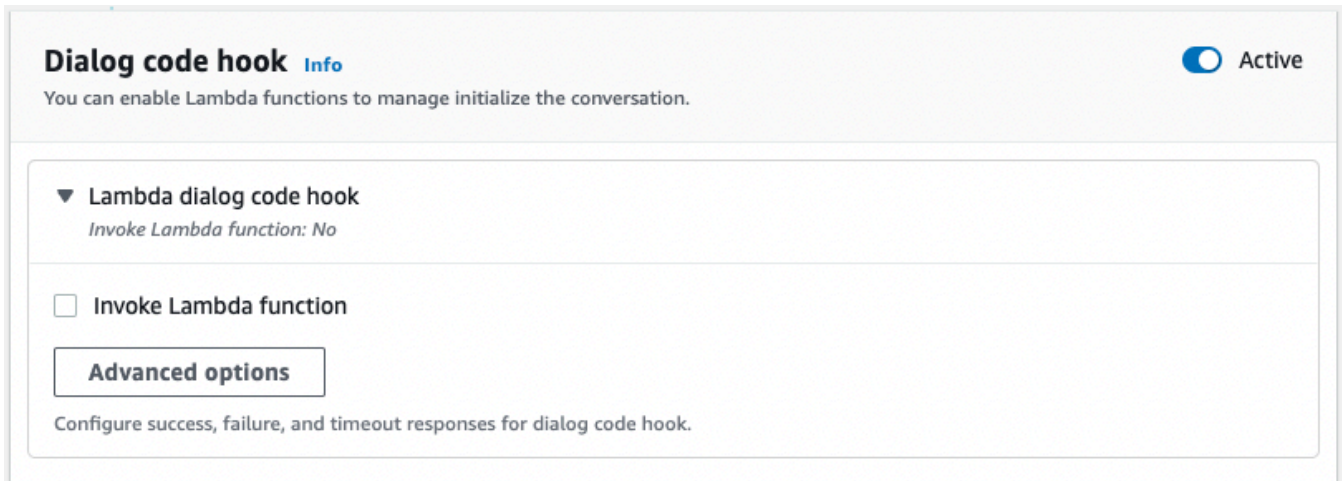 Dialog code hook Info
Active
You can enable Lambda functions to manage initialize the conversation.
Lambda dialog code hook
Invoke Lambda function: No
Invoke Lambda function
Advanced options
Configure success, failure, and timeout responses for dialog code hook.